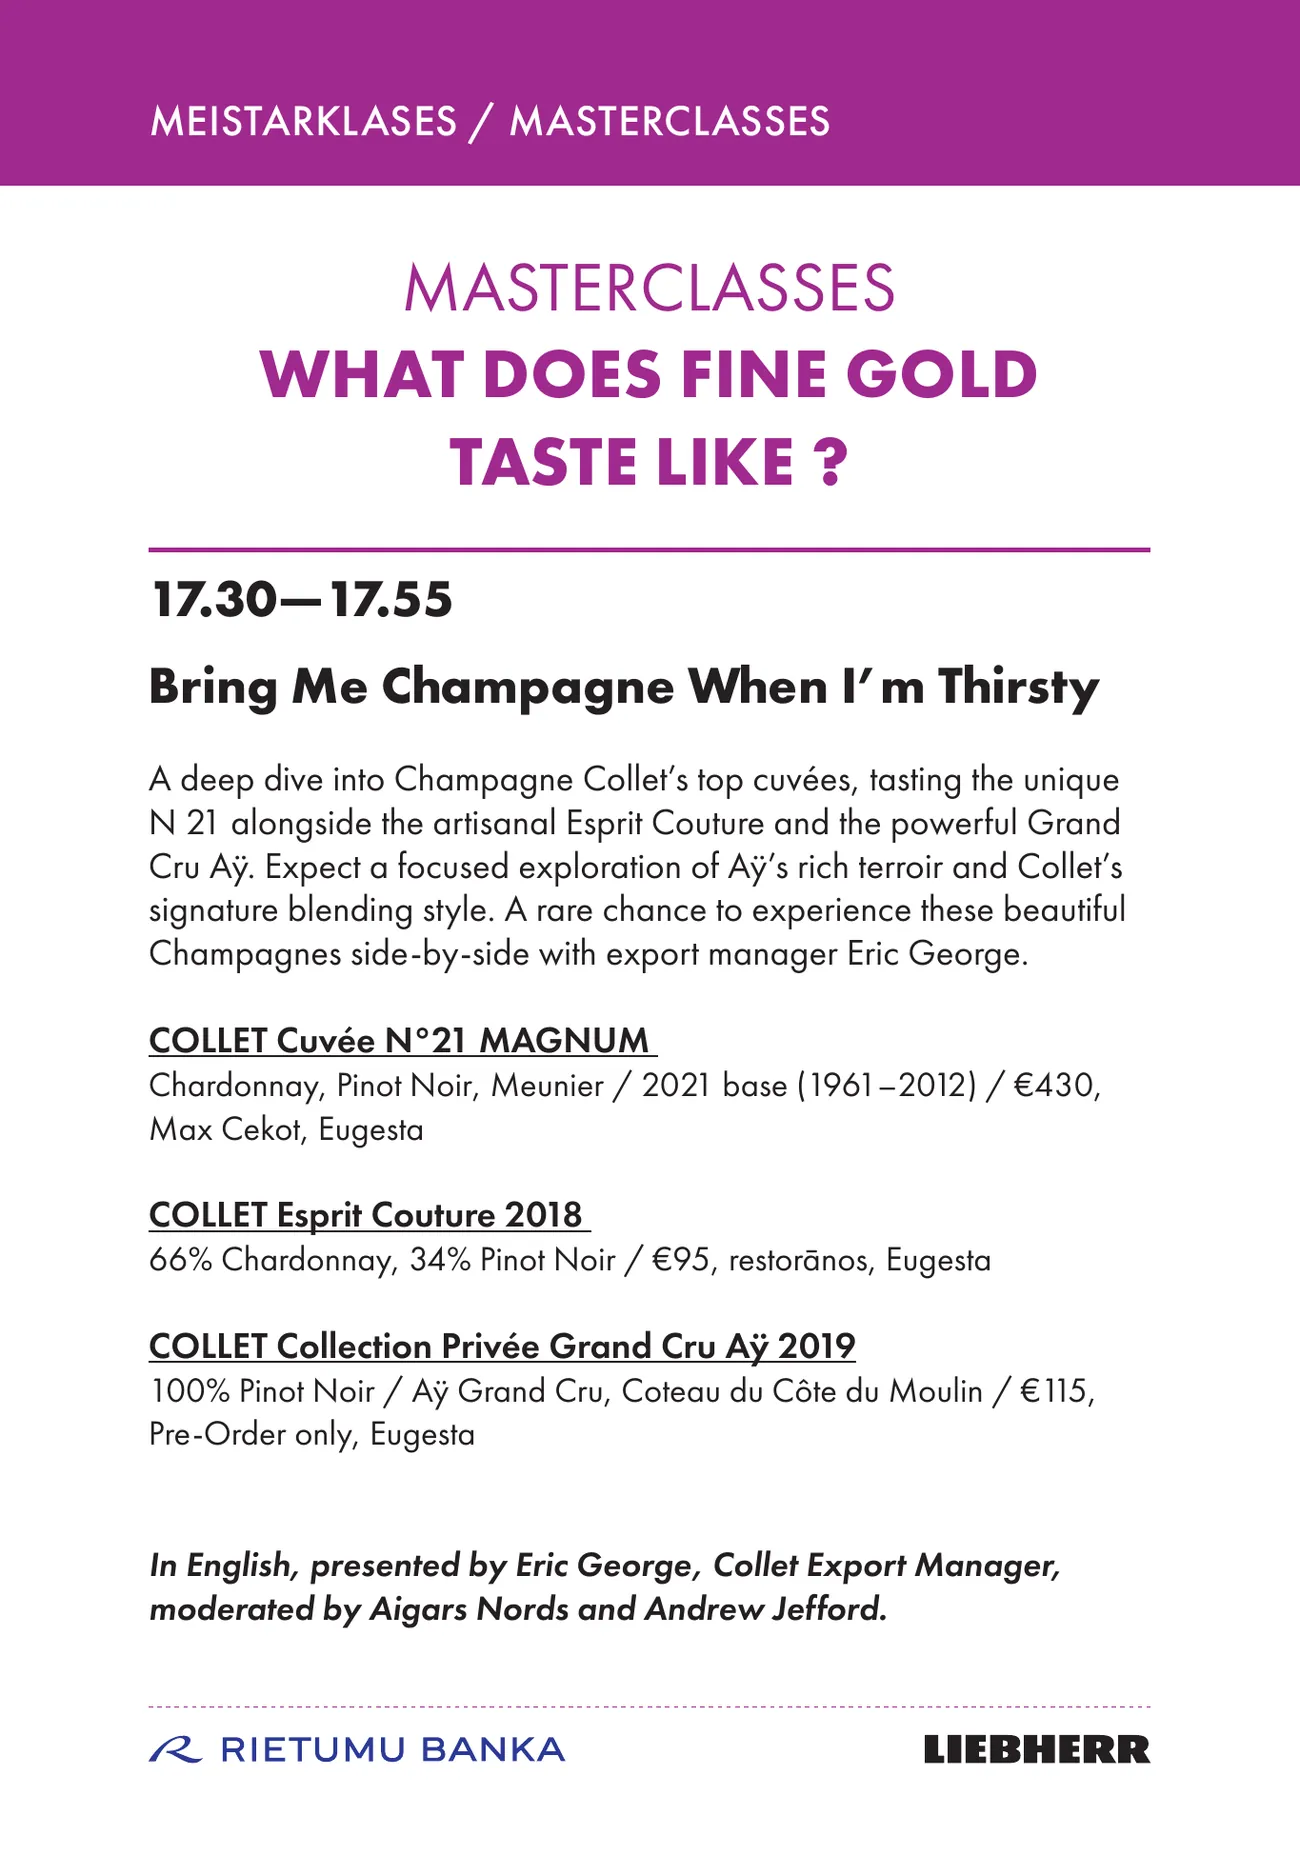 MEISTARKLASES / MASTERCLASSES
MASTERCLASSES
WHAT DOES FINE GOLD
TASTE LIKE ?
17.30—17.55
Bring Me Champagne When I’m Thirsty
A deep dive into Champagne Collet’s top cuvées, tasting the unique
N 21 alongside the artisanal Esprit Couture and the powerful Grand
Cru Aÿ. Expect a focused exploration of Aÿ’s rich terroir and Collet’s
signature blending style. A rare chance to experience these beautiful
Champagnes side-by-side with export manager Eric George.
COLLET Cuvée N°21 MAGNUM
Chardonnay, Pinot Noir, Meunier / 2021 base (1961–2012) / €430,
Max Cekot, Eugesta
COLLET Esprit Couture 2018
66% Chardonnay, 34% Pinot Noir / €95, restorānos, Eugesta
COLLET Collection Privée Grand Cru Aÿ 2019
100% Pinot Noir / Aÿ Grand Cru, Coteau du Côte du Moulin / €115,
Pre-Order only, Eugesta
In English, presented by Eric George, Collet Export Manager,
moderated by Aigars Nords and Andrew Jefford.
RIETUMU BANKA
LIEBHERR